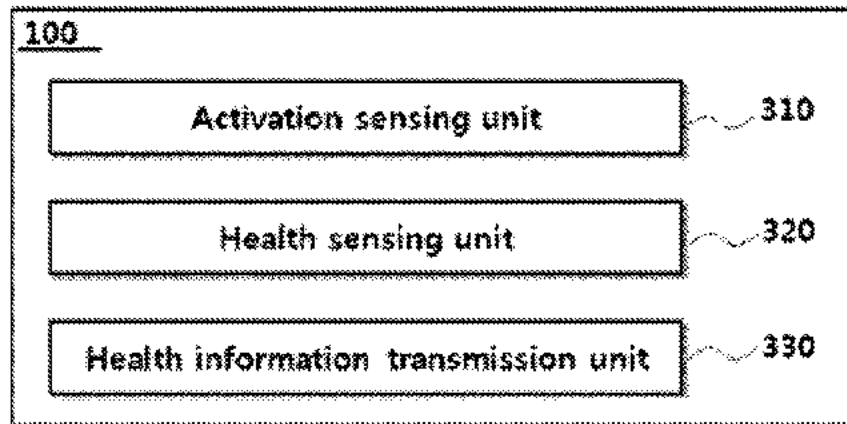 100
Activation sensing unit 310
Health sensing unit 320
Health information transmission unit 330